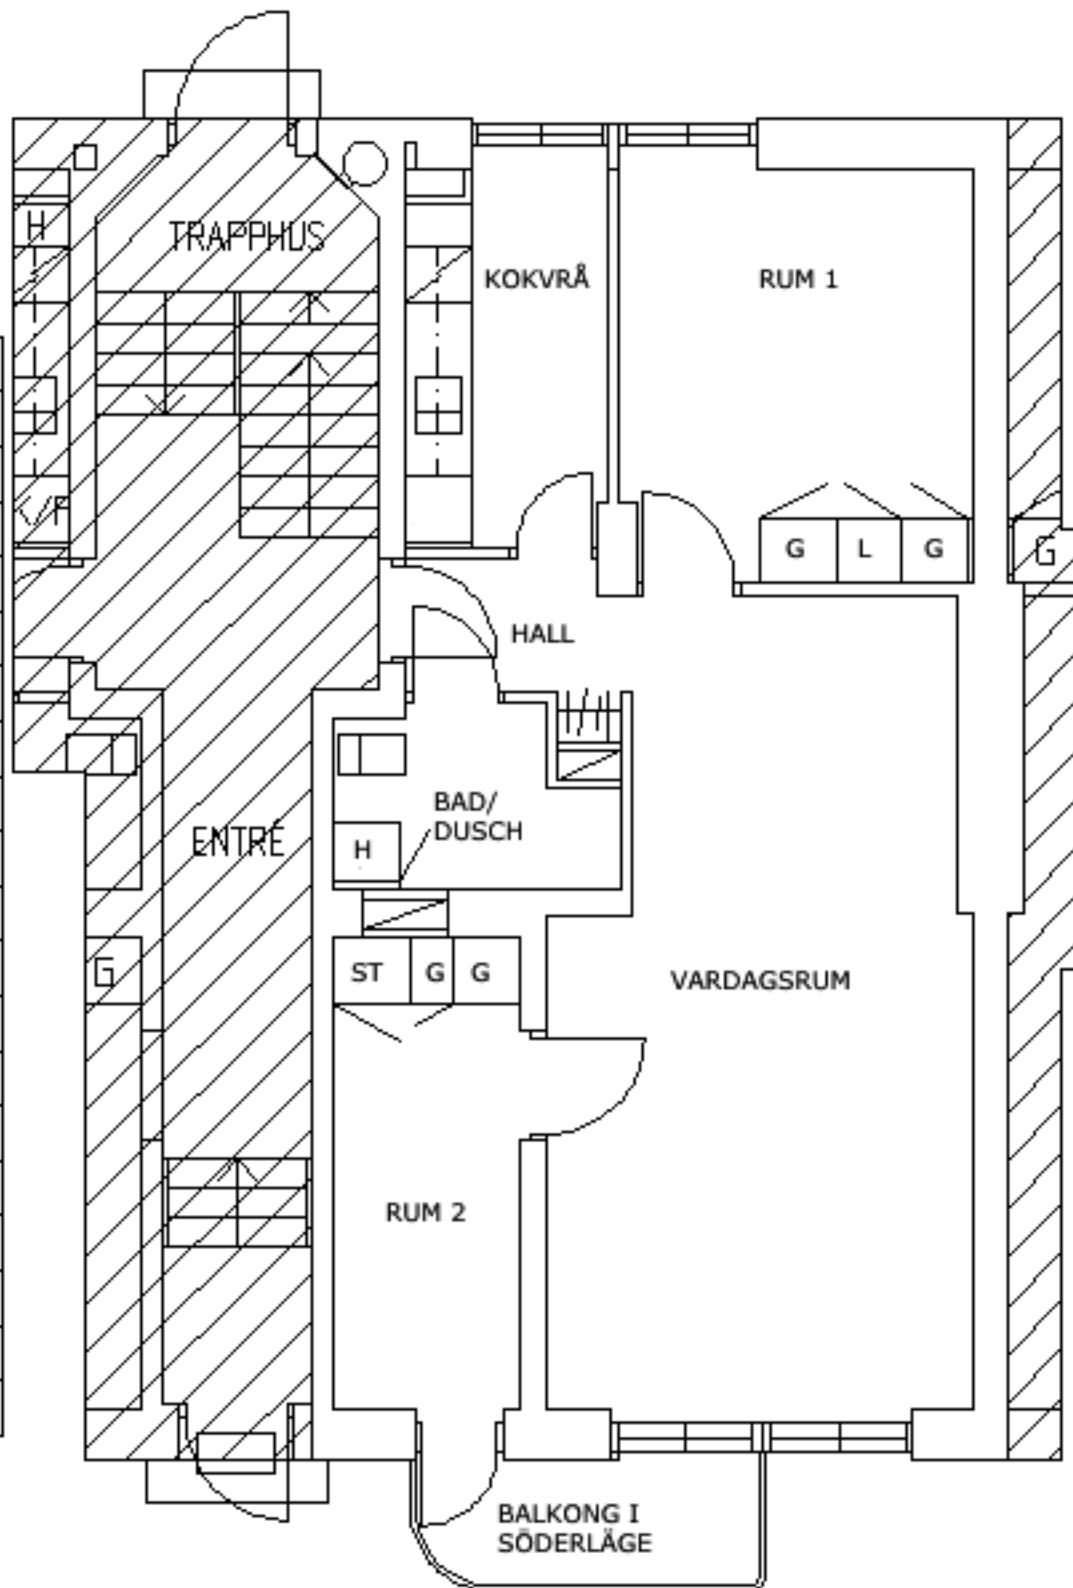 TRAPPHUS
H
KOKVRÅ
RUM 1
F
G
L
G
G
HALL
BAD/
DUSCH
ENTRÉ
H
G
ST
G
G
VARDAGSRUM
RUM 2
BALKONG I
SÖDERLÄGE